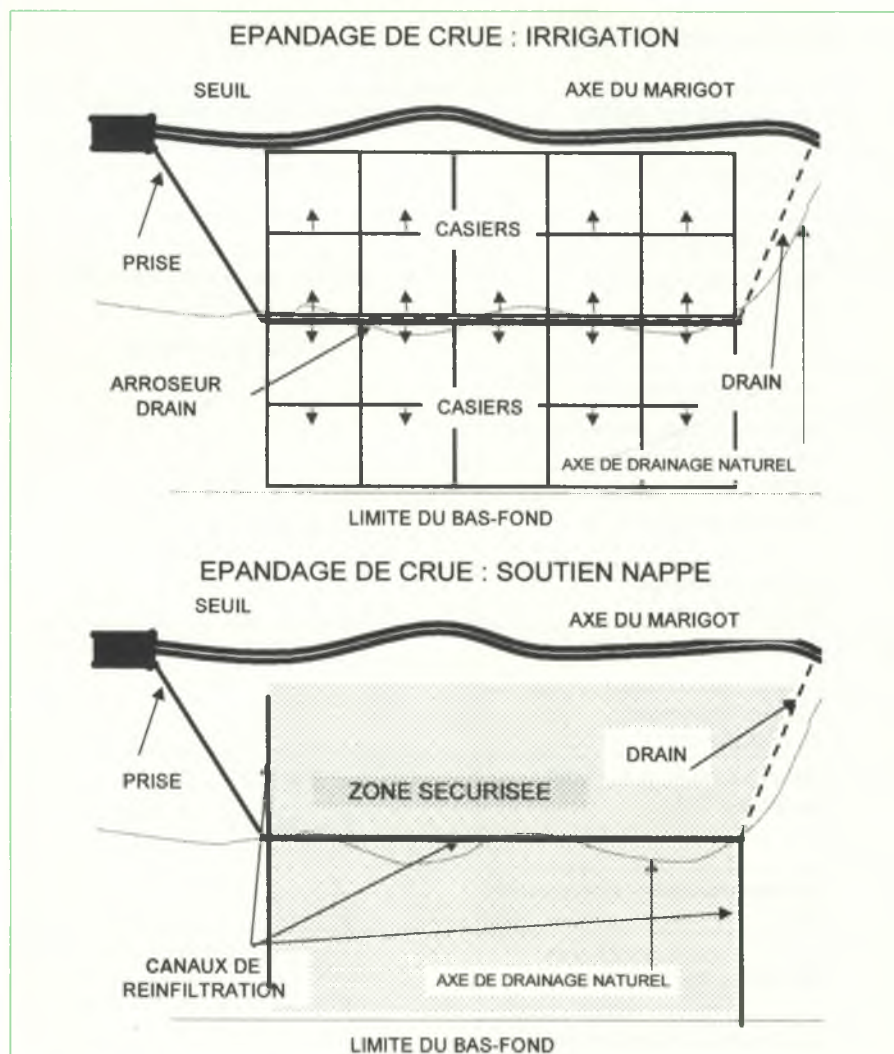 EPANDAGE DE CRUE : IRRIGATION
SEUIL
AXE DU MARIGOT
PRISE
CASIERS
ARROSEUR
DRAIN
CASIERS
DRAIN
AXE DE DRAINAGE NATUREL
LIMITE DU BAS-FOND
EPANDAGE DE CRUE : SOUTIEN NAPPE
SEUIL
AXE DU MARIGOT
PRISE
DRAIN
ZONE SECURISEE
CANAUX DE
REINFILTRATION
AXE DE DRAINAGE NATUREL
LIMITE DU BAS-FOND